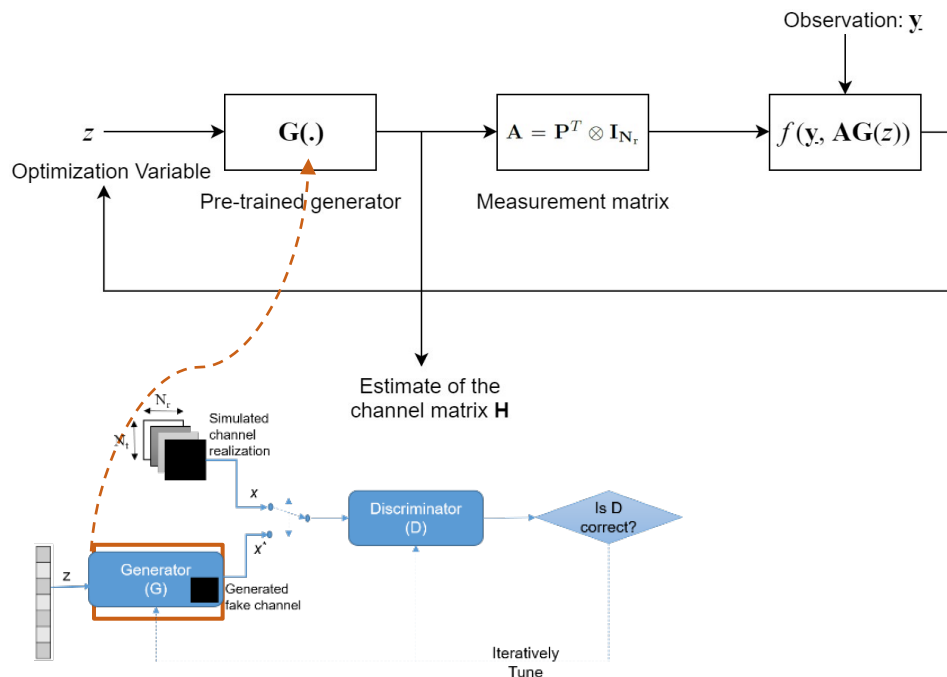 Observation: y
z
G(.)
A = P^T ⊗ I_{N_r}
f(y, AG(z))
Optimization Variable
Pre-trained generator
Measurement matrix
Estimate of the
channel matrix H
N_r
N_t
Simulated
channel
realization
x
Discriminator
(D)
Is D
correct?
x*
z
Generator
(G)
Generated
fake channel
Iteratively
Tune